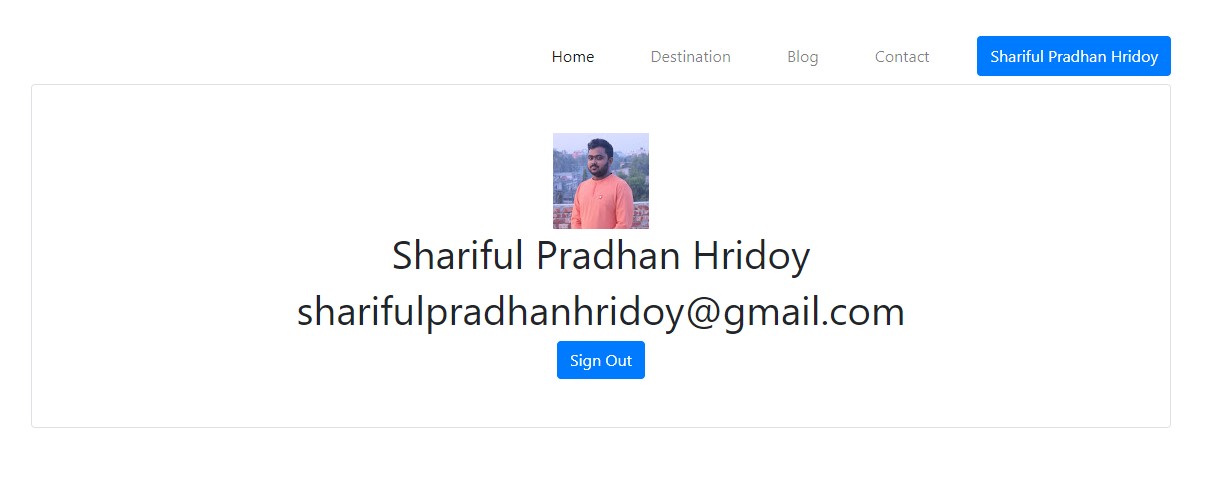 Home Destination Blog Contact Shariful Pradhan Hridoy
Shariful Pradhan Hridoy
sharifulpradhanhridoy@gmail.com
Sign Out